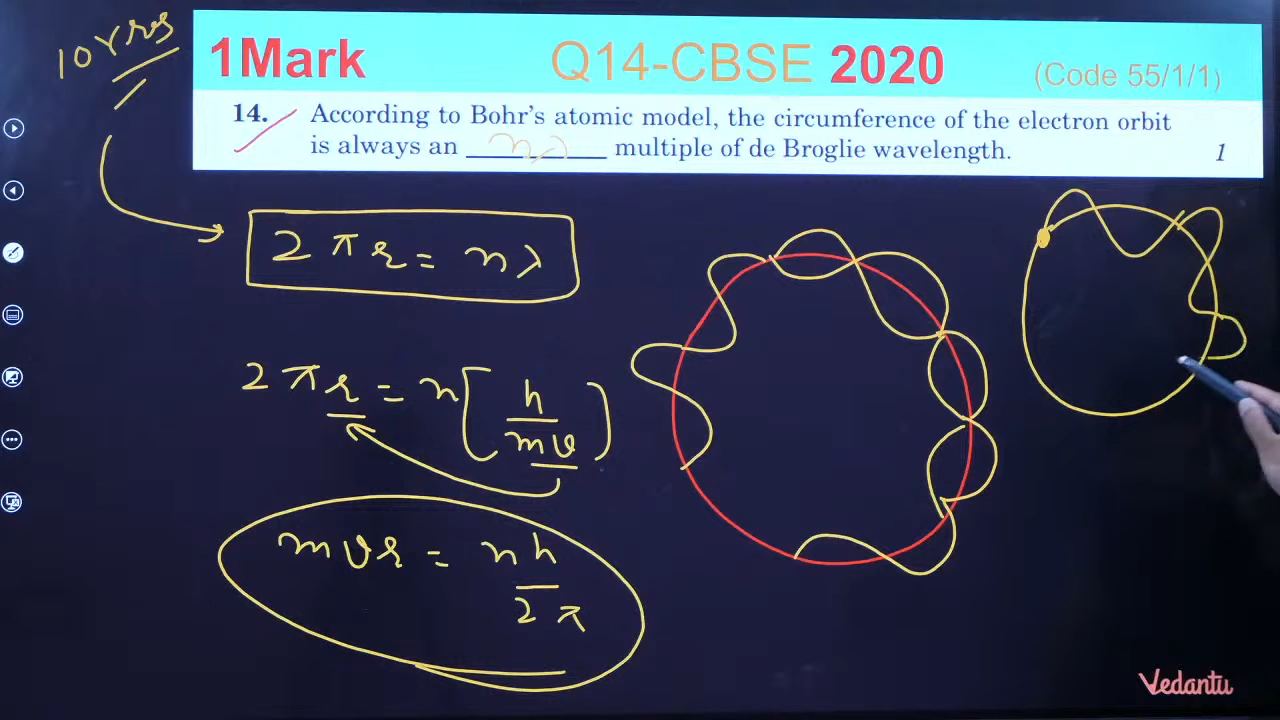 10 Yrs
1Mark Q14-CBSE 2020 (Code 55/1/1)
14. According to Bohr's atomic model, the circumference of the electron orbit
is always an nλ multiple of de Broglie wavelength. 1
2πr = nλ
2πr = n[h/mv)
mvr = nh/2π
Vedantu